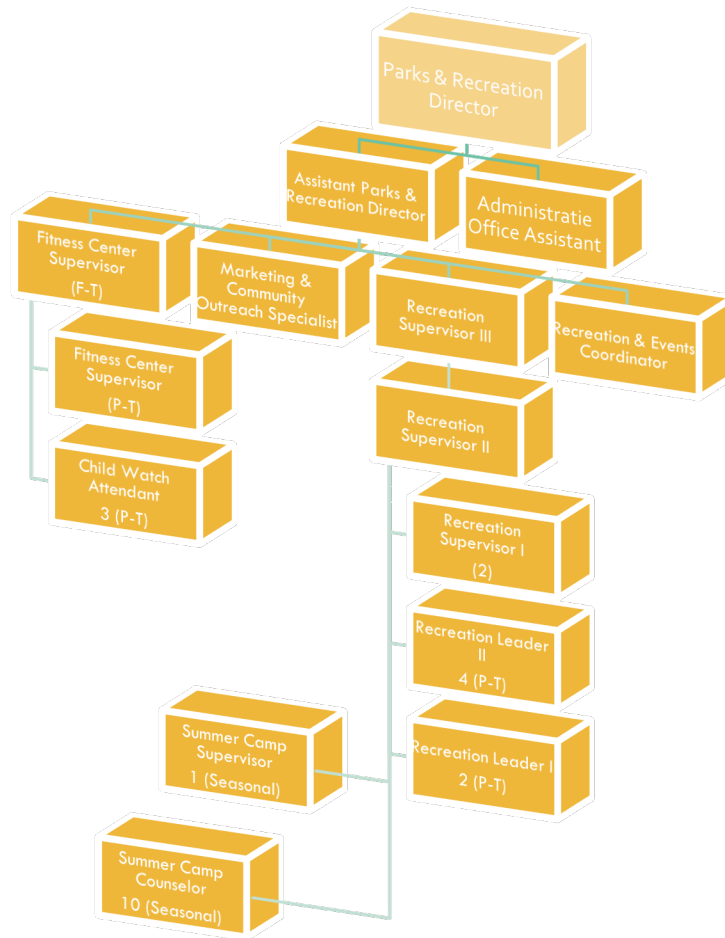 Parks & Recreation
Director
Assistant Parks &
Recreation Director
Administratie
Office Assistant
Fitness Center
Supervisor
(F-T)
Marketing &
Community
Outreach Specialist
Recreation
Supervisor III
Recreation & Events
Coordinator
Fitness Center
Supervisor
(P-T)
Recreation
Supervisor II
Child Watch
Attendant
3 (P-T)
Recreation
Supervisor I
(2)
Recreation Leader
II
4 (P-T)
Recreation Leader I
2 (P-T)
Summer Camp
Supervisor
1 (Seasonal)
Summer Camp
Counselor
10 (Seasonal)